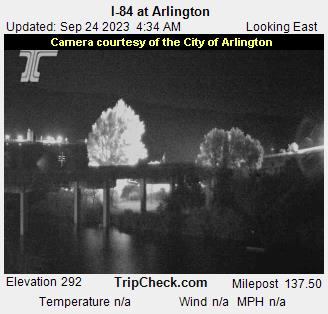 I-84 at Arlington
Updated: Sep 24 2023 4:34 AM Looking East
Camera courtesy of the City of Arlington
Elevation 292 TripCheck.com Milepost 137.50
Temperature n/a Wind n/a MPH n/a